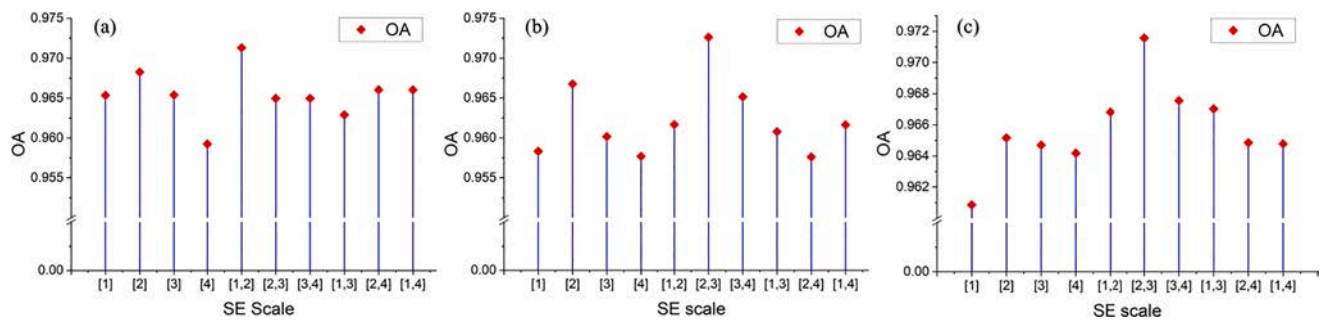 (a)
OA
0.975
0.970
0.965
0.960
0.955
0.00
OA
[1] [2] [3] [4] [1,2] [2,3] [3,4] [1,3] [2,4] [1,4]
SE Scale
(b)
OA
0.975
0.970
0.965
0.960
0.955
0.00
OA
[1] [2] [3] [4] [1,2] [2,3] [3,4] [1,3] [2,4] [1,4]
SE scale
(c)
OA
0.972
0.970
0.968
0.966
0.964
0.962
0.00
OA
[1] [2] [3] [4] [1,2] [2,3] [3,4] [1,3] [2,4] [1,4]
SE scale